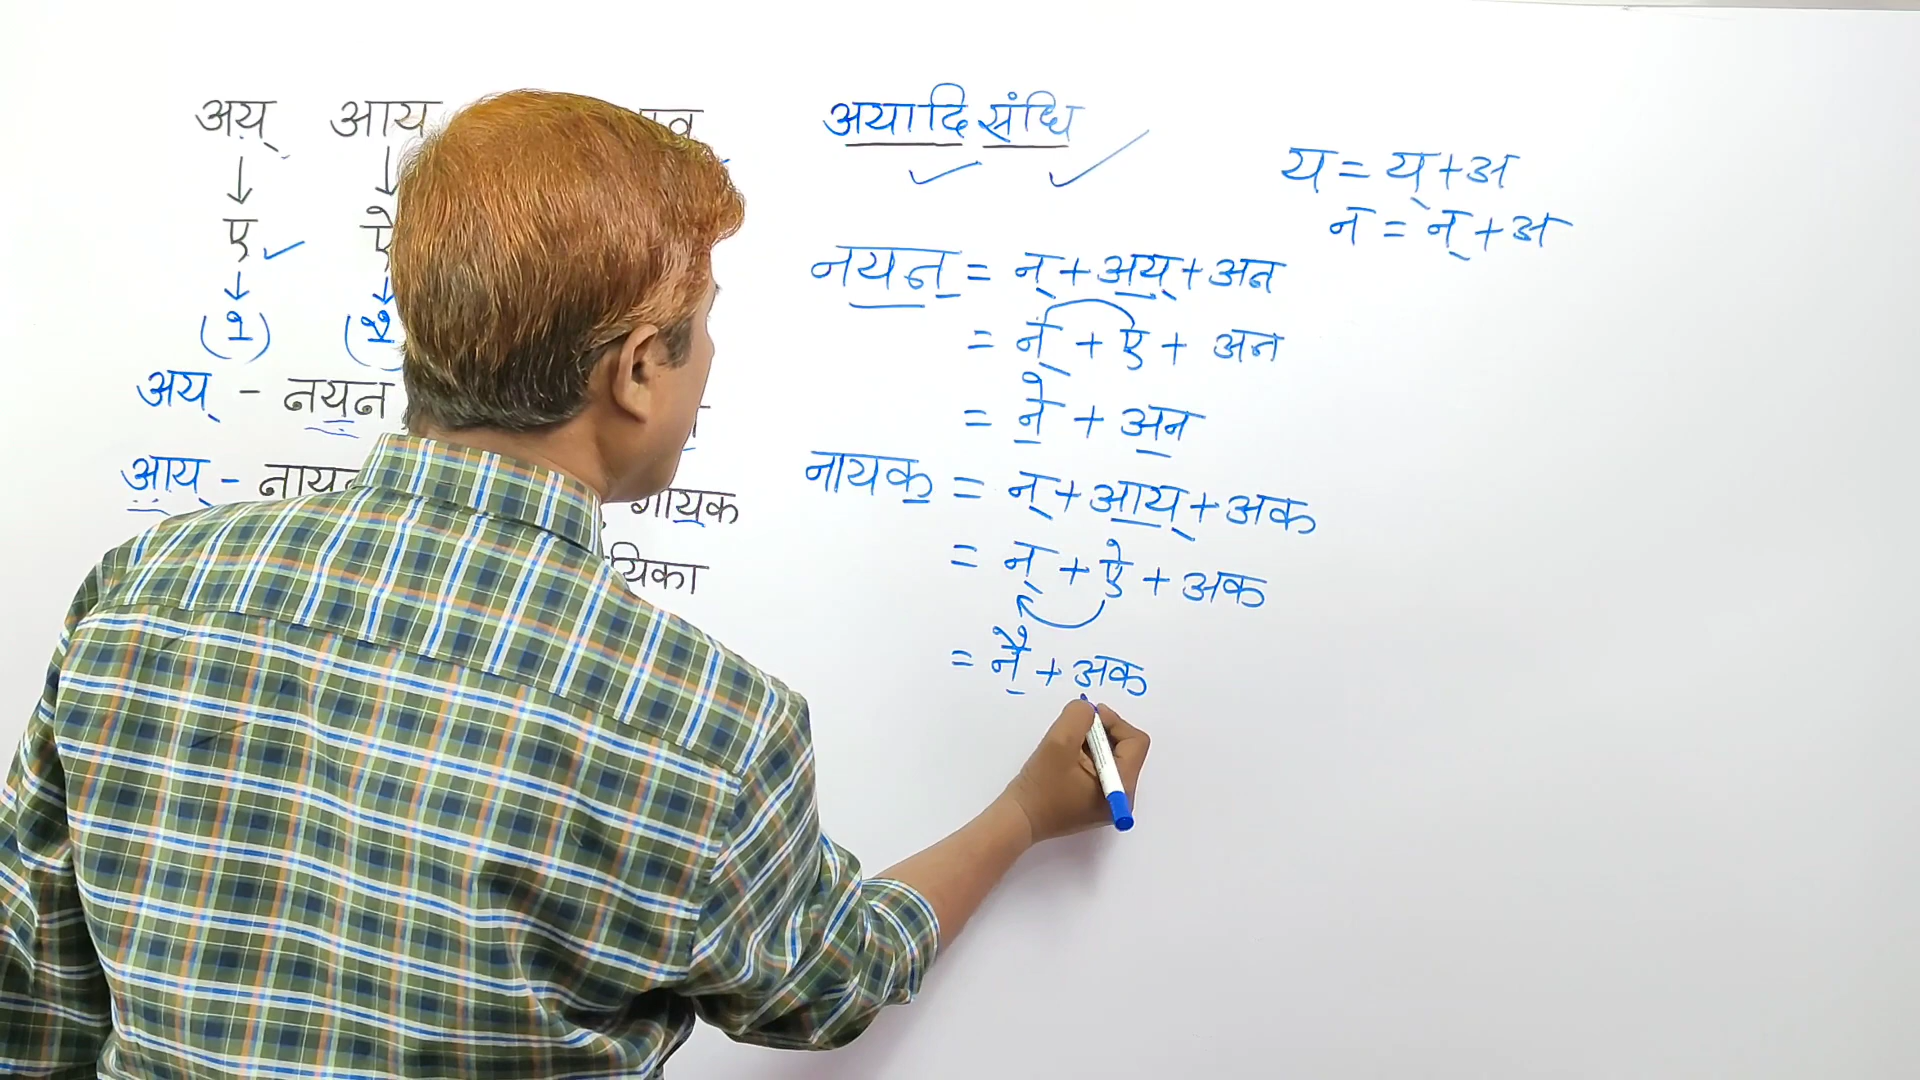 अय् आय
ए ऐ
(१) (२)
अय् - नयन
आय् - नायक
गायक
यिका
अयादि संधि
नयन = न् + अय् + अन
= न् + ए + अन
= ने + अन
नायक = न् + आय् + अक
= न् + ऐ + अक
= नै + अक
य = य् + अ
न = न् + अ